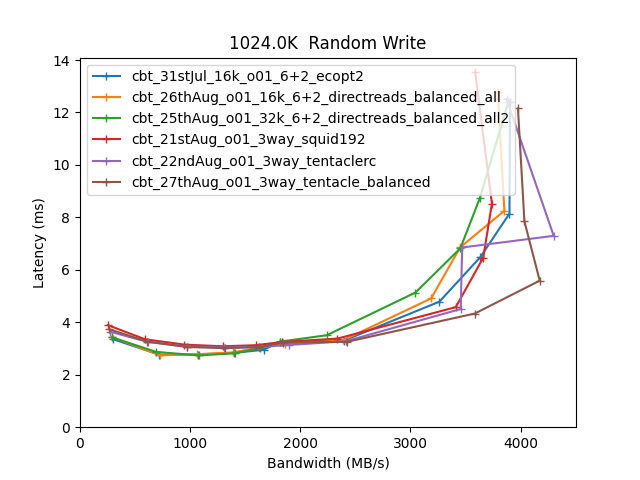 1024.0K  Random Write
14
12
10
8
6
4
2
0
Latency (ms)
cbt_31stJul_16k_o01_6+2_ecopt2
cbt_26thAug_o01_16k_6+2_directreads_balanced_all
cbt_25thAug_o01_32k_6+2_directreads_balanced_all2
cbt_21stAug_o01_3way_squid192
cbt_22ndAug_o01_3way_tentaclerc
cbt_27thAug_o01_3way_tentacle_balanced
0 1000 2000 3000 4000
Bandwidth (MB/s)